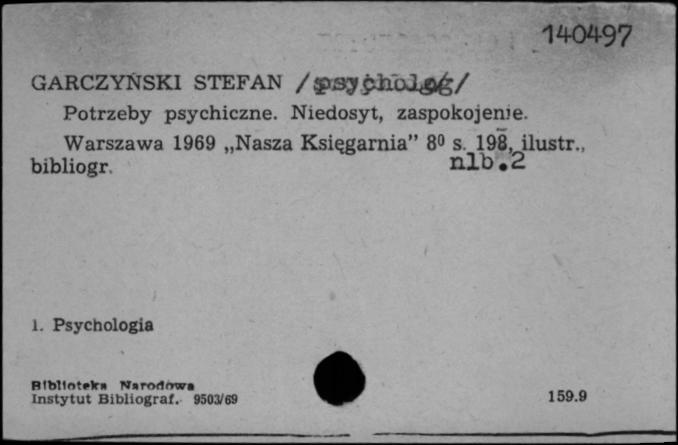 140497
GARCZYŃSKI STEFAN /psycholog/
Potrzeby psychiczne. Niedosyt, zaspokojenie.
Warszawa 1969 „Nasza Księgarnia” 8⁰ s. 198, ilustr.,
bibliogr. nlb.2
1. Psychologia
Biblioteka Narodowa
Instytut Bibliograf. 9503/69
159.9